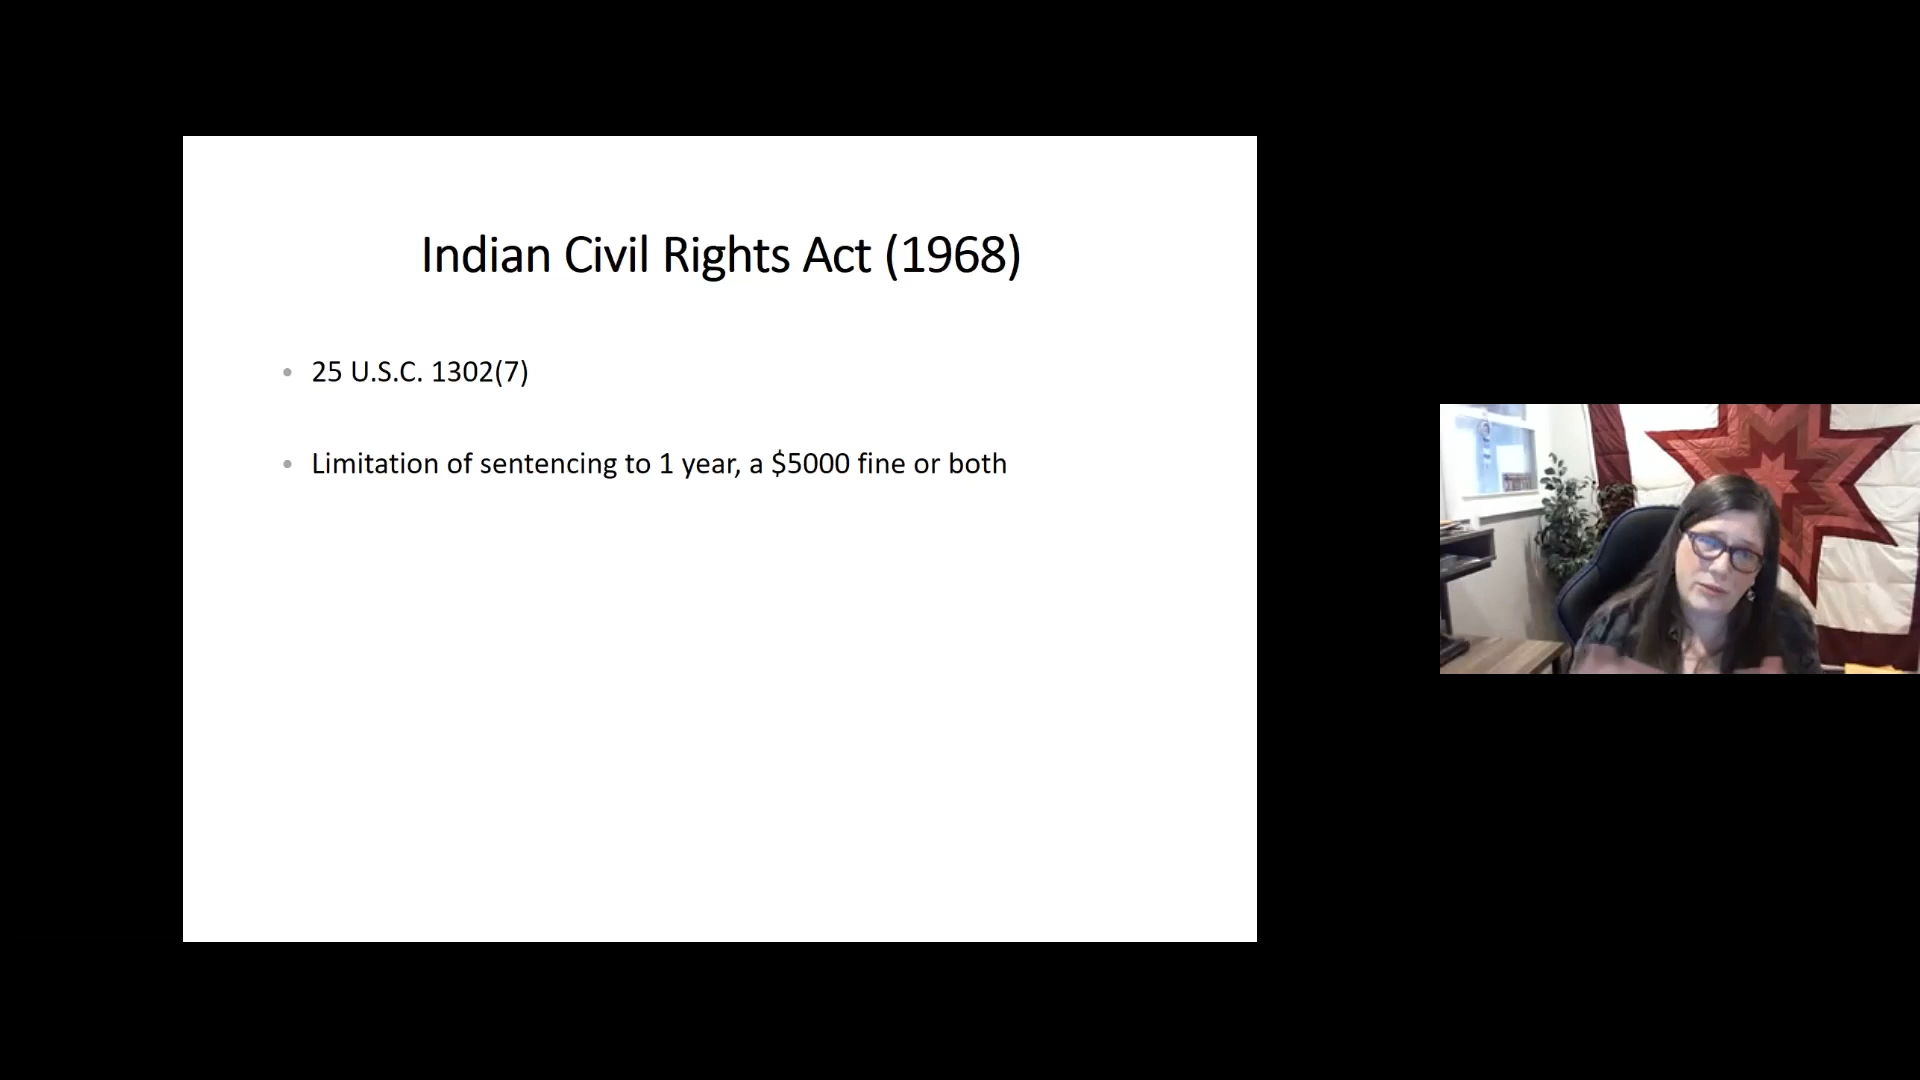 Indian Civil Rights Act (1968)
• 25 U.S.C. 1302(7)
• Limitation of sentencing to 1 year, a $5000 fine or both